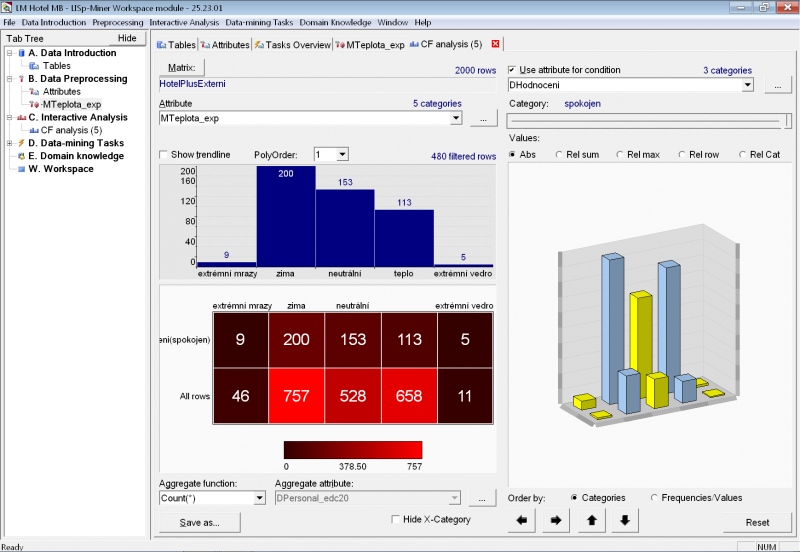 LM Hotel MB - LISp-Miner Workspace module - 25.23.01
File Data Introduction Preprocessing Interactive Analysis Data-mining Tasks Domain Knowledge Window Help
Tab Tree Hide
A. Data Introduction
Tables
B. Data Preprocessing
Attributes
MTeplota_exp
C. Interactive Analysis
CF analysis (5)
D. Data-mining Tasks
E. Domain knowledge
W. Workspace
Tables Attributes Tasks Overview MTeplota_exp CF analysis (5)
Matrix: 2000 rows
HotelPlusExterni
Attribute 5 categories
MTeplota_exp ...
Show trendline PolyOrder: 1 480 filtered rows
200
160
120
80
40
0
9 200 153 113 5
extrémní mrazy zima neutrální teplo extrémní vedro
extrémní mrazy zima neutrální extrémní vedro
ení(spokojen) 9 200 153 113 5
All rows 46 757 528 658 11
0 378.50 757
Aggregate function: Aggregate attribute:
Count(*) DPersonal_edc20 ...
Save as... Hide X-Category
Use attribute for condition 3 categories
DHodnoceni ...
Category: spokojen
Values:
Abs Rel sum Rel max Rel row Rel Cat
Order by: Categories Frequencies/Values
Reset
Ready NUM